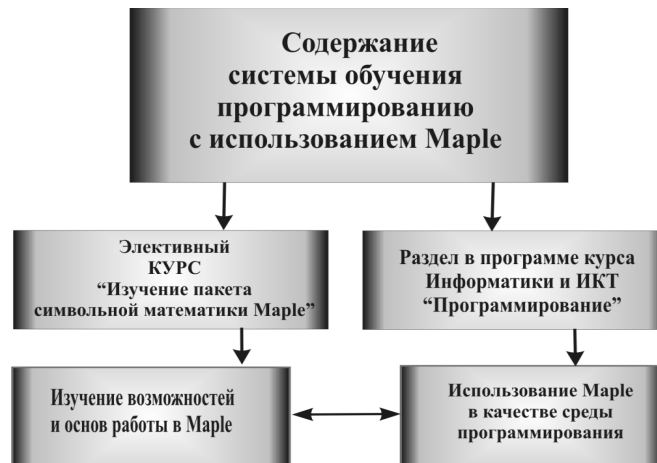 Содержание
системы обучения
программированию
с использованием Maple
Элективный
КУРС
“Изучение пакета
символьной математики Maple”
Раздел в программе курса
Информатики и ИКТ
“Программирование”
Изучение возможностей
и основ работы в Maple
Использование Maple
в качестве среды
программирования